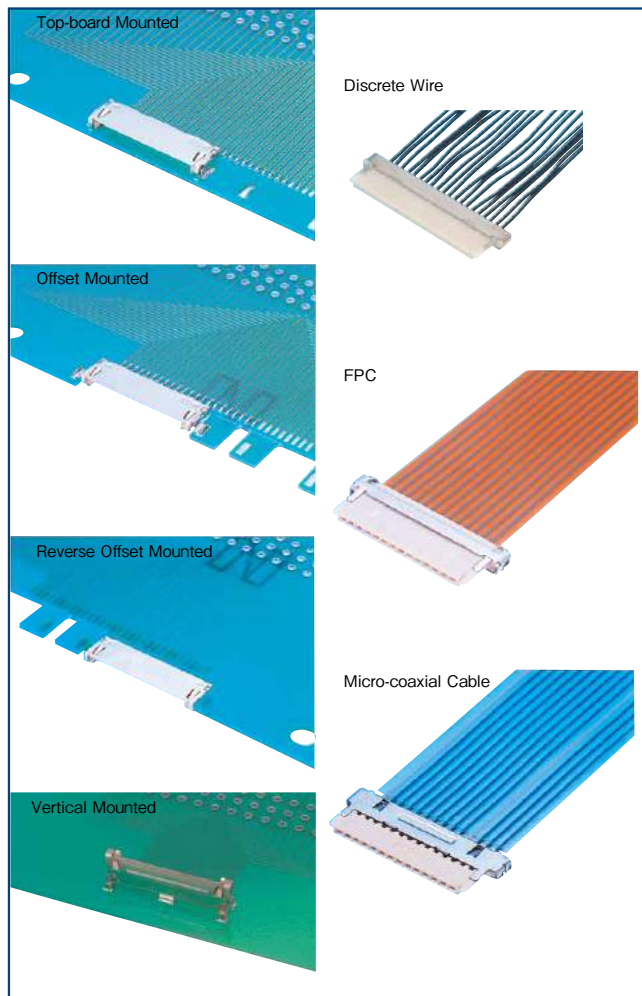 Top-board Mounted
Discrete Wire
Offset Mounted
FPC
Reverse Offset Mounted
Micro-coaxial Cable
Vertical Mounted